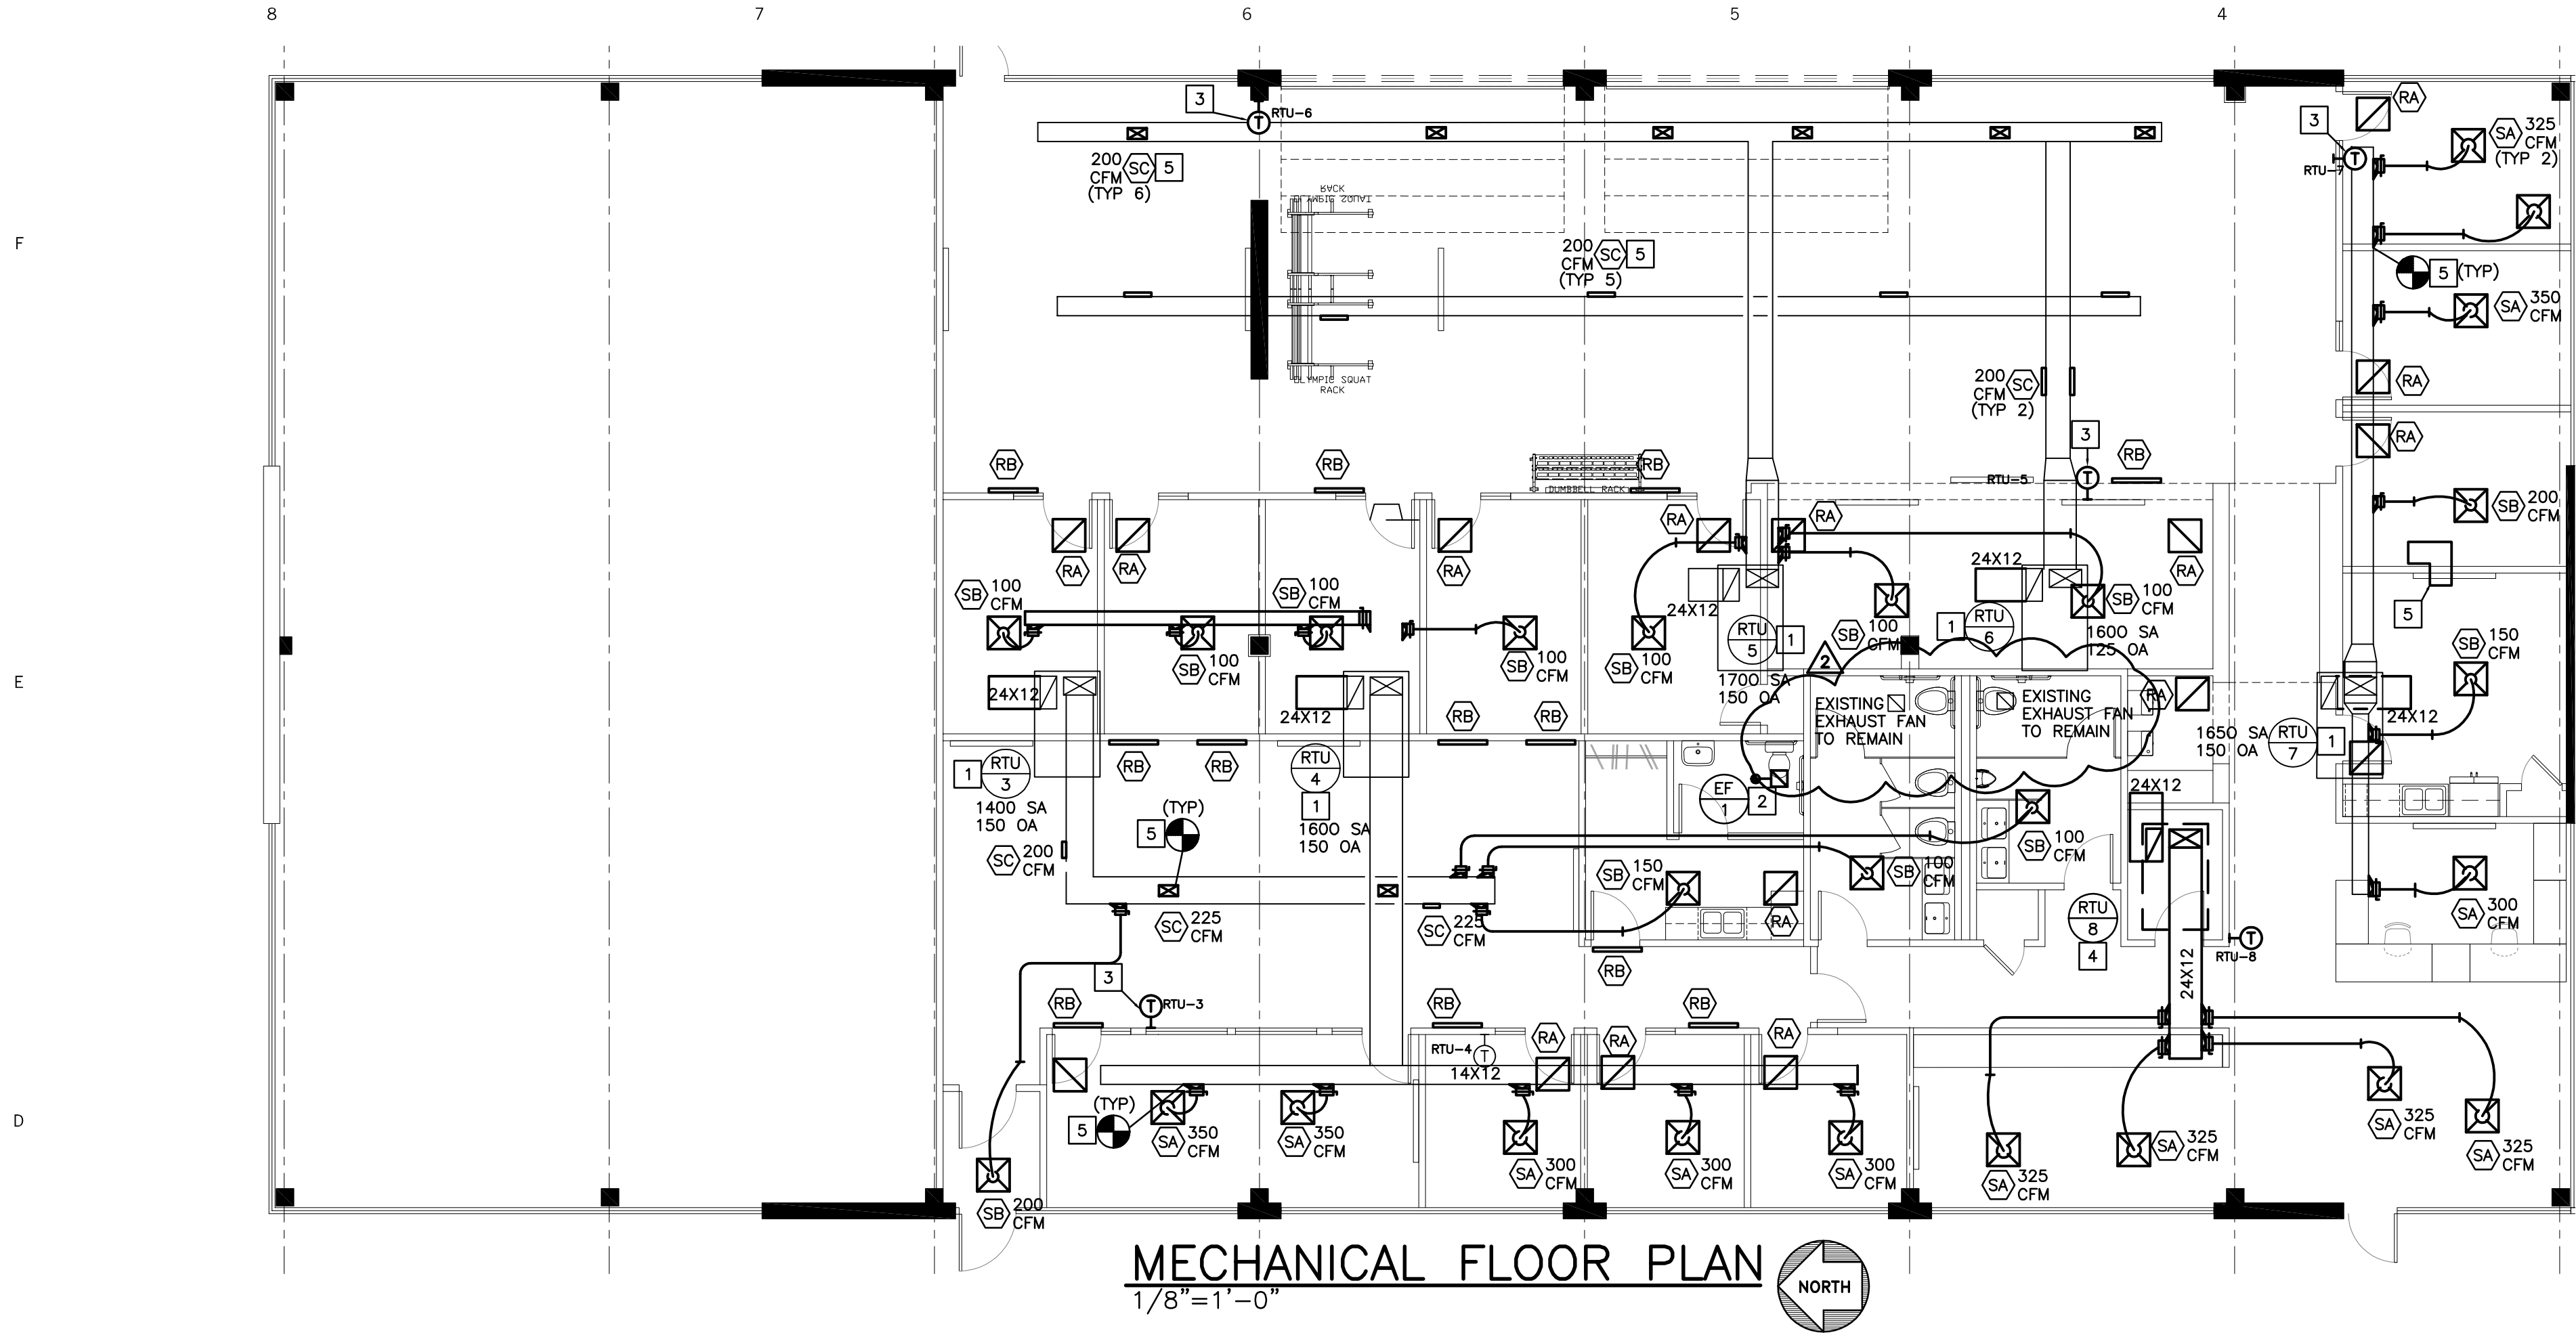 8 7 6 5 4
3 RTU-6
RA
3
SA 325
CFM
(TYP 2)
RTU-7
200
CFM SC 5
(TYP 6)
RACK
F
200
CFM SC 5
(TYP 5)
5 (TYP)
SA 350
CFM
OLYMPIC SQUAT
RACK
200
CFM SC
(TYP 2)
RA
3
RA
RB RB RB RB
RTU-5
DUMBBELL RACK
SB 200
CFM
RA RA RA RA RA RA
24X12
SB 100
CFM
SB 100
CFM
24X12
SB 100
CFM
5
1 RTU
6
1600 SA
125 OA
RTU
5 1
SB 100
CFM
SB 100
CFM
SB 100
CFM
SB 100
CFM
2
SB 150
CFM
E
1700 SA
150 OA
24X12
24X12
EXISTING
EXHAUST FAN
TO REMAIN
EXISTING
EXHAUST FAN
TO REMAIN
RA
RB RB
24X12
1650 SA
150 OA
RTU
7 1
RB RB
1 RTU
3
1400 SA
150 OA
RTU
4
1
1600 SA
150 OA
EF
1 2
24X12
(TYP)
5
SC 200
CFM
SB 150
CFM
SB 100
CFM
SB 100
CFM
SC 225
CFM
SC 225
CFM
RA
RTU
8
4
SA 300
CFM
RTU-8
RB
24X12
3
RTU-3
RB RB RB
RTU-4
14X12
RA RA RA
D
(TYP)
5
SA 350
CFM
SA 350
CFM
SA 300
CFM
SA 300
CFM
SA 300
CFM
SA 325
CFM
SA 325
CFM
SA 325
CFM
SA 325
CFM
SB 200
CFM
MECHANICAL FLOOR PLAN
1/8"=1'-0"
NORTH